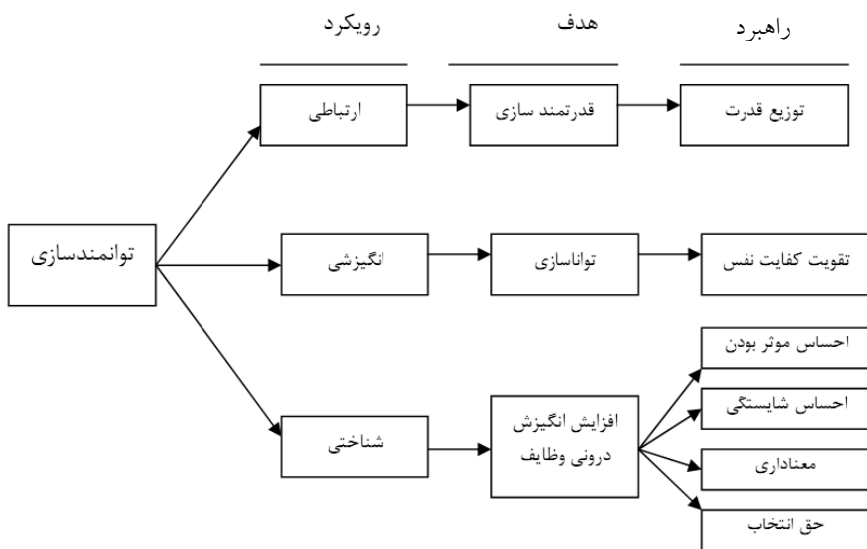 راهبرد
هدف
رویکرد
توزیع قدرت
قدرتمند سازی
ارتباطی
توانمندسازی
انگیزشی
تواناسازی
تقویت کفایت نفس
شناختی
افزایش انگیزش
درونی وظایف
احساس موثر بودن
احساس شایستگی
معناداری
حق انتخاب